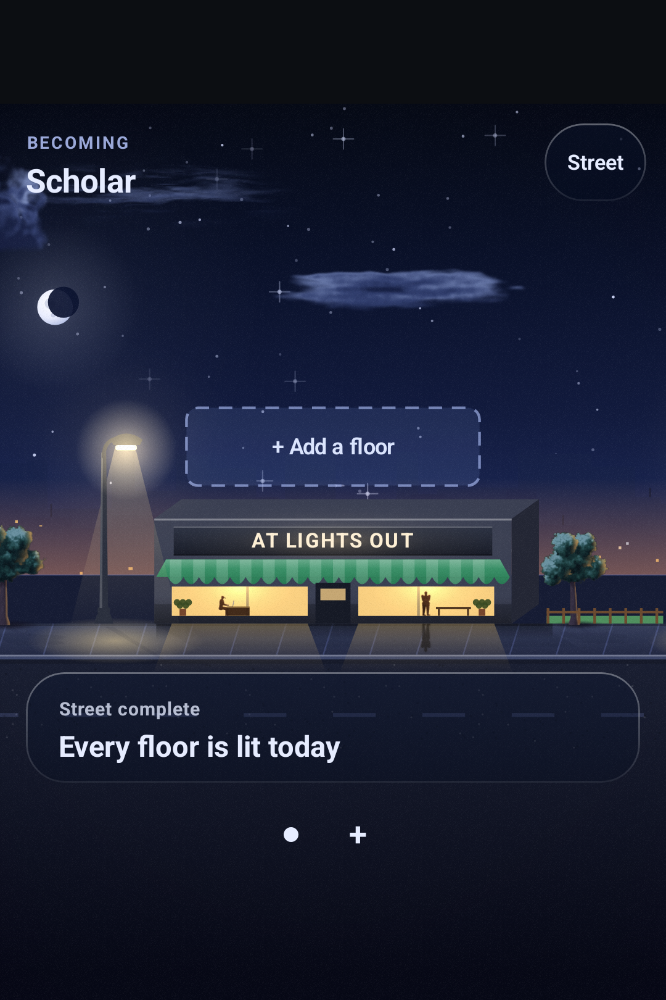 BECOMING
Scholar
Street
+ Add a floor
AT LIGHTS OUT
Street complete
Every floor is lit today
+